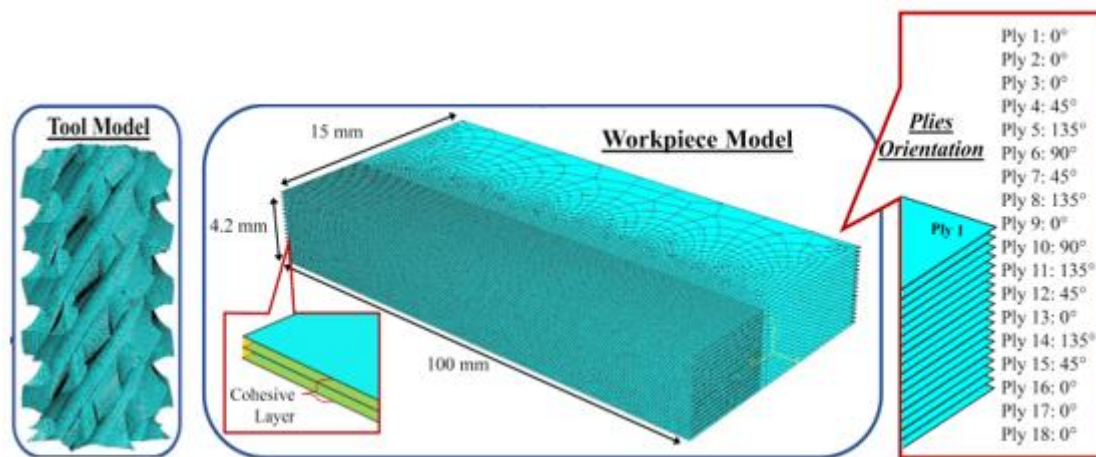 Tool Model
15 mm
4.2 mm
Cohesive
Layer
100 mm
Workpiece Model
Plies
Orientation
Ply 1
Ply 1: 0°
Ply 2: 0°
Ply 3: 0°
Ply 4: 45°
Ply 5: 135°
Ply 6: 90°
Ply 7: 45°
Ply 8: 135°
Ply 9: 0°
Ply 10: 90°
Ply 11: 135°
Ply 12: 45°
Ply 13: 0°
Ply 14: 135°
Ply 15: 45°
Ply 16: 0°
Ply 17: 0°
Ply 18: 0°